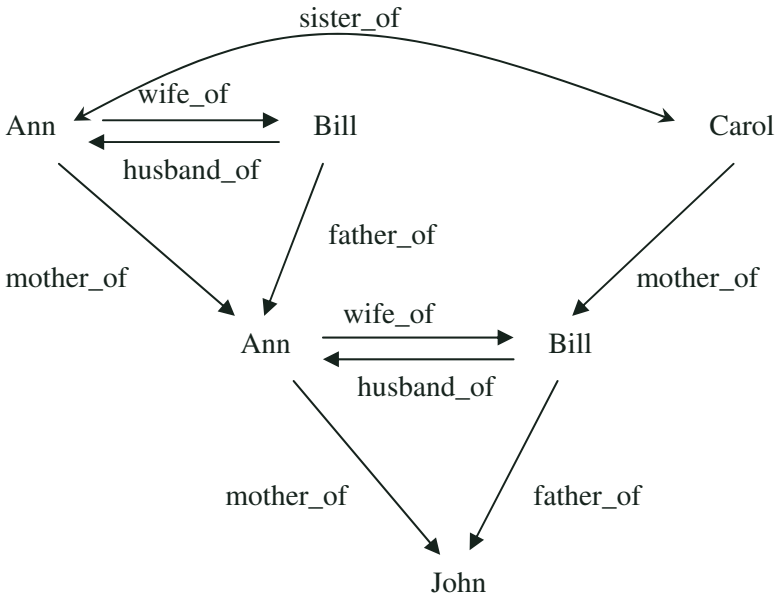 sister_of
wife_of
Ann Bill Carol
husband_of
father_of
mother_of mother_of
wife_of
Ann Bill
husband_of
mother_of father_of
John